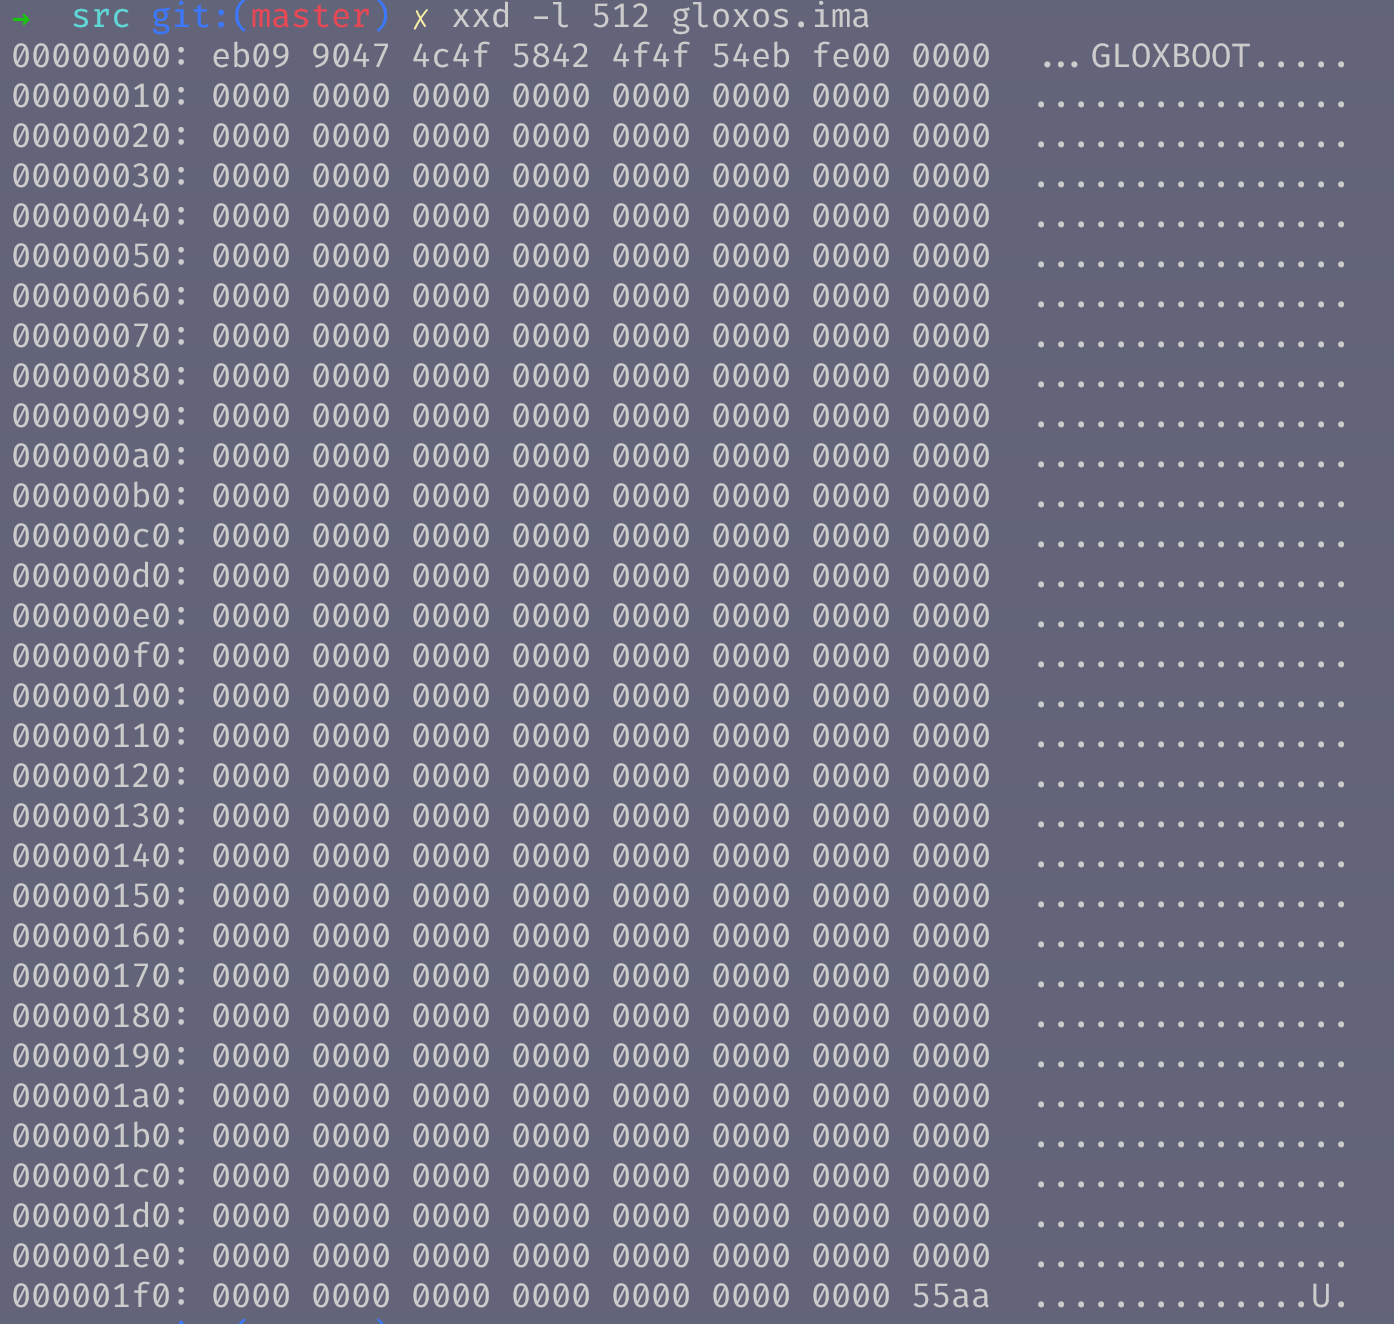 → src git:(master) ✗ xxd -l 512 gloxos.ima
00000000: eb09 9047 4c4f 5842 4f4f 54eb fe00 0000 ...GLOXBOOT.....
00000010: 0000 0000 0000 0000 0000 0000 0000 0000 ................
00000020: 0000 0000 0000 0000 0000 0000 0000 0000 ................
00000030: 0000 0000 0000 0000 0000 0000 0000 0000 ................
00000040: 0000 0000 0000 0000 0000 0000 0000 0000 ................
00000050: 0000 0000 0000 0000 0000 0000 0000 0000 ................
00000060: 0000 0000 0000 0000 0000 0000 0000 0000 ................
00000070: 0000 0000 0000 0000 0000 0000 0000 0000 ................
00000080: 0000 0000 0000 0000 0000 0000 0000 0000 ................
00000090: 0000 0000 0000 0000 0000 0000 0000 0000 ................
000000a0: 0000 0000 0000 0000 0000 0000 0000 0000 ................
000000b0: 0000 0000 0000 0000 0000 0000 0000 0000 ................
000000c0: 0000 0000 0000 0000 0000 0000 0000 0000 ................
000000d0: 0000 0000 0000 0000 0000 0000 0000 0000 ................
000000e0: 0000 0000 0000 0000 0000 0000 0000 0000 ................
000000f0: 0000 0000 0000 0000 0000 0000 0000 0000 ................
00000100: 0000 0000 0000 0000 0000 0000 0000 0000 ................
00000110: 0000 0000 0000 0000 0000 0000 0000 0000 ................
00000120: 0000 0000 0000 0000 0000 0000 0000 0000 ................
00000130: 0000 0000 0000 0000 0000 0000 0000 0000 ................
00000140: 0000 0000 0000 0000 0000 0000 0000 0000 ................
00000150: 0000 0000 0000 0000 0000 0000 0000 0000 ................
00000160: 0000 0000 0000 0000 0000 0000 0000 0000 ................
00000170: 0000 0000 0000 0000 0000 0000 0000 0000 ................
00000180: 0000 0000 0000 0000 0000 0000 0000 0000 ................
00000190: 0000 0000 0000 0000 0000 0000 0000 0000 ................
000001a0: 0000 0000 0000 0000 0000 0000 0000 0000 ................
000001b0: 0000 0000 0000 0000 0000 0000 0000 0000 ................
000001c0: 0000 0000 0000 0000 0000 0000 0000 0000 ................
000001d0: 0000 0000 0000 0000 0000 0000 0000 0000 ................
000001e0: 0000 0000 0000 0000 0000 0000 0000 0000 ................
000001f0: 0000 0000 0000 0000 0000 0000 0000 55aa ..............U.